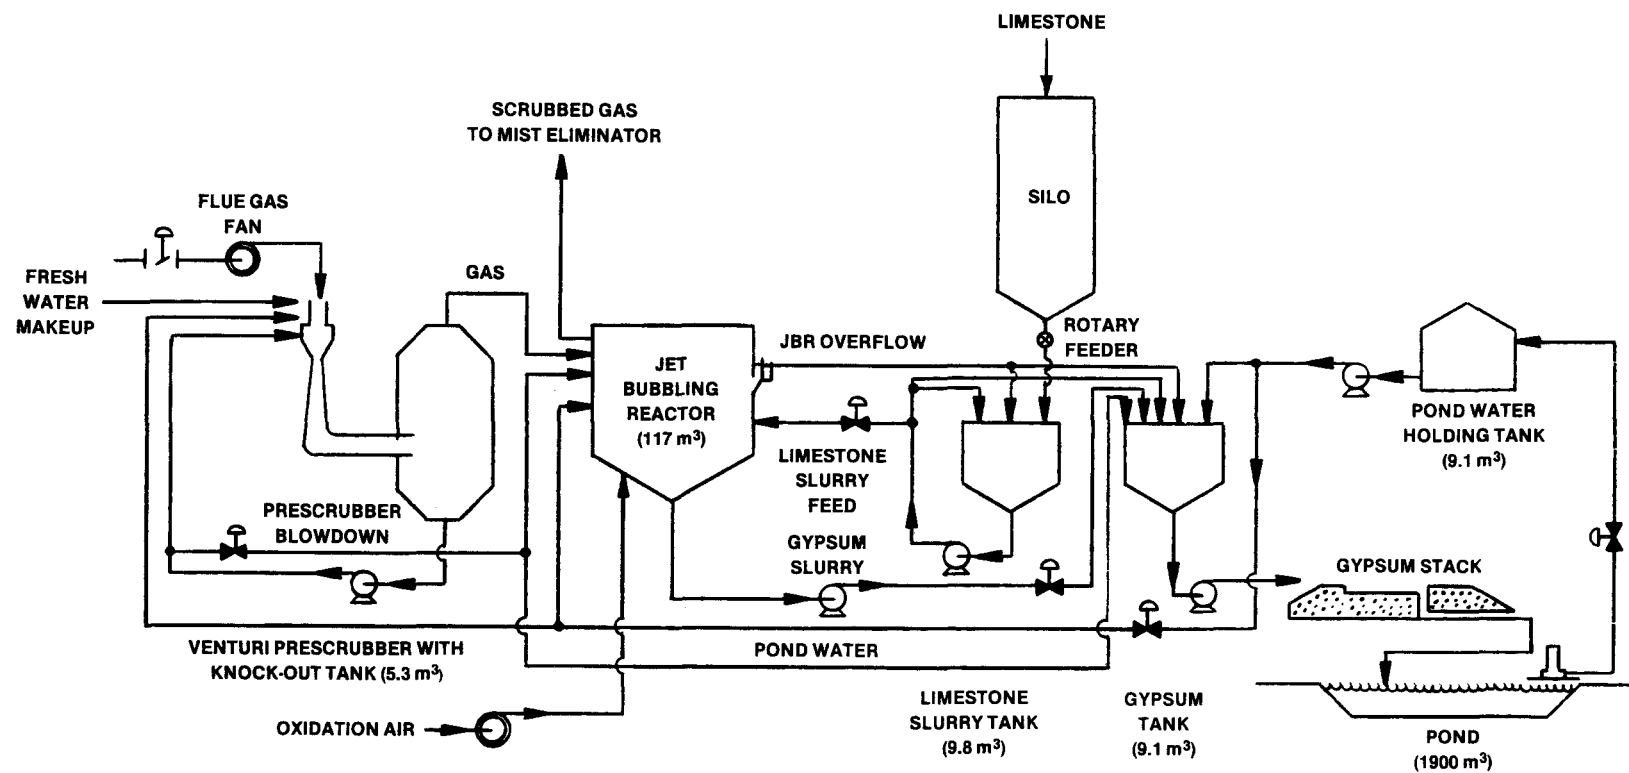 LIMESTONE
SCRUBBED GAS
TO MIST ELIMINATOR
SILO
FLUE GAS
FAN
GAS
FRESH
WATER
MAKEUP
ROTARY
FEEDER
JBR OVERFLOW
JET
BUBBLING
REACTOR
(117 m³)
POND WATER
HOLDING TANK
(9.1 m³)
LIMESTONE
SLURRY
FEED
PRESCRUBBER
BLOWDOWN
GYPSUM
SLURRY
GYPSUM STACK
VENTURI PRESCRUBBER WITH
KNOCK-OUT TANK (5.3 m³)
POND WATER
OXIDATION AIR
LIMESTONE
SLURRY TANK
(9.8 m³)
GYPSUM
TANK
(9.1 m³)
POND
(1900 m³)